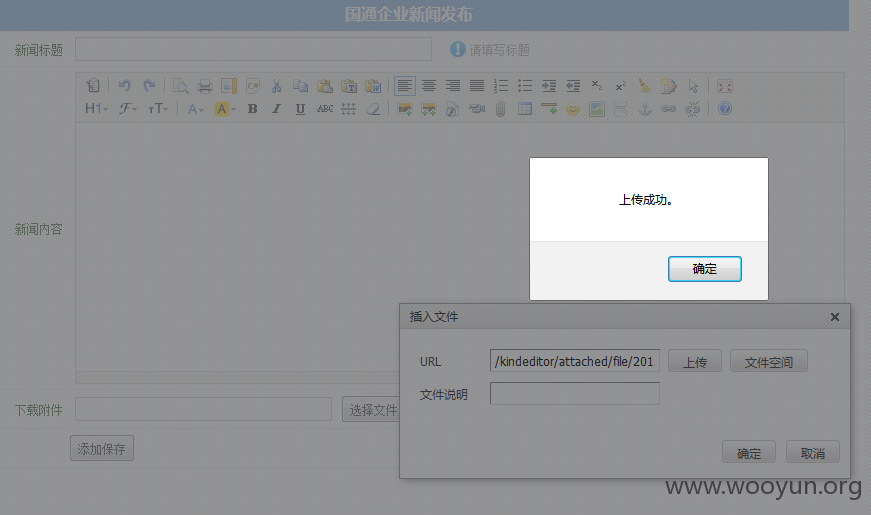 国通企业新闻发布
新闻标题
请填写标题
H1 F tT A A B I U ABC
新闻内容
上传成功。
确定
插入文件
URL
/kindeditor/attached/file/201
上传
文件空间
文件说明
下载附件
选择文件
确定
取消
添加保存
www.wooyun.org